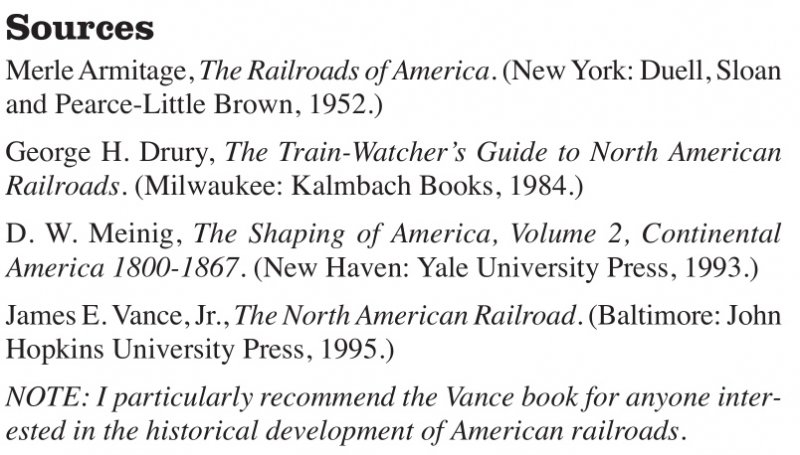 Sources
Merle Armitage, The Railroads of America. (New York: Duell, Sloan
and Pearce-Little Brown, 1952.)
George H. Drury, The Train-Watcher's Guide to North American
Railroads. (Milwaukee: Kalmbach Books, 1984.)
D. W. Meinig, The Shaping of America, Volume 2, Continental
America 1800-1867. (New Haven: Yale University Press, 1993.)
James E. Vance, Jr., The North American Railroad. (Baltimore: John
Hopkins University Press, 1995.)
NOTE: I particularly recommend the Vance book for anyone inter-
ested in the historical development of American railroads.